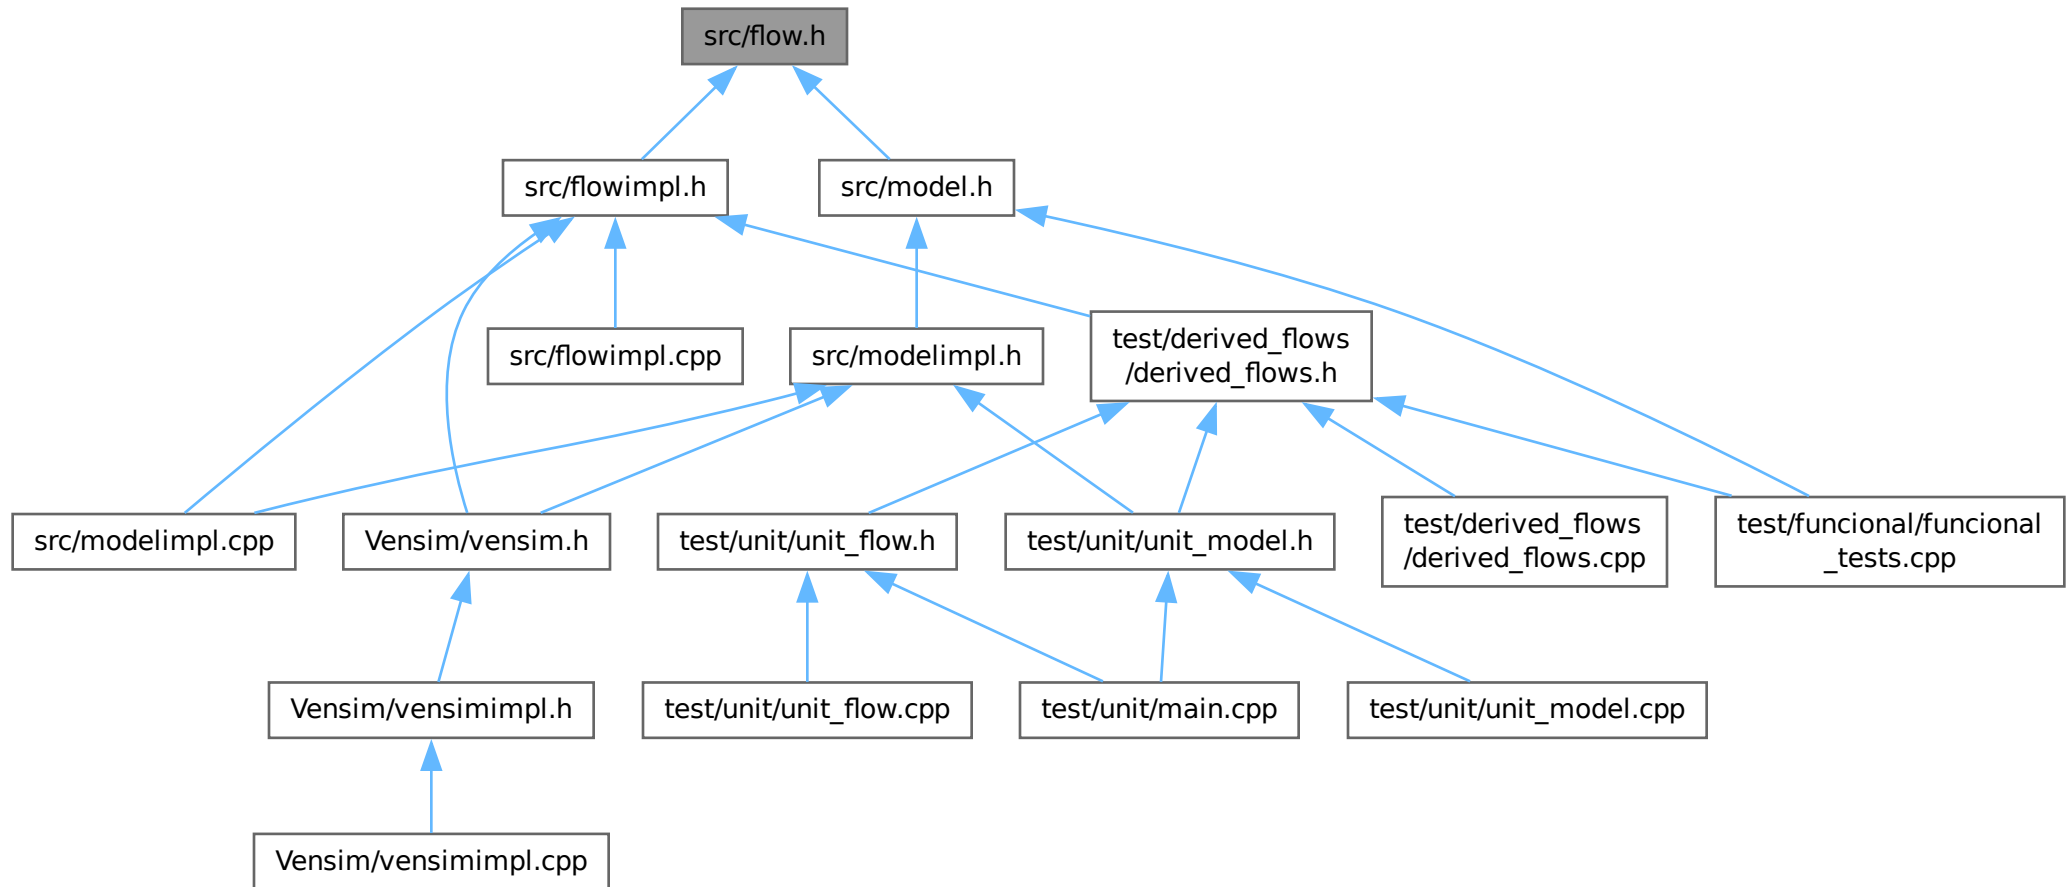 src/flow.h
src/flowimpl.h
src/model.h
src/flowimpl.cpp
src/modelimpl.h
test/derived_flows
/derived_flows.h
src/modelimpl.cpp
Vensim/vensim.h
test/unit/unit_flow.h
test/unit/unit_model.h
test/derived_flows
/derived_flows.cpp
test/funcional/funcional
_tests.cpp
Vensim/vensimimpl.h
test/unit/unit_flow.cpp
test/unit/main.cpp
test/unit/unit_model.cpp
Vensim/vensimimpl.cpp